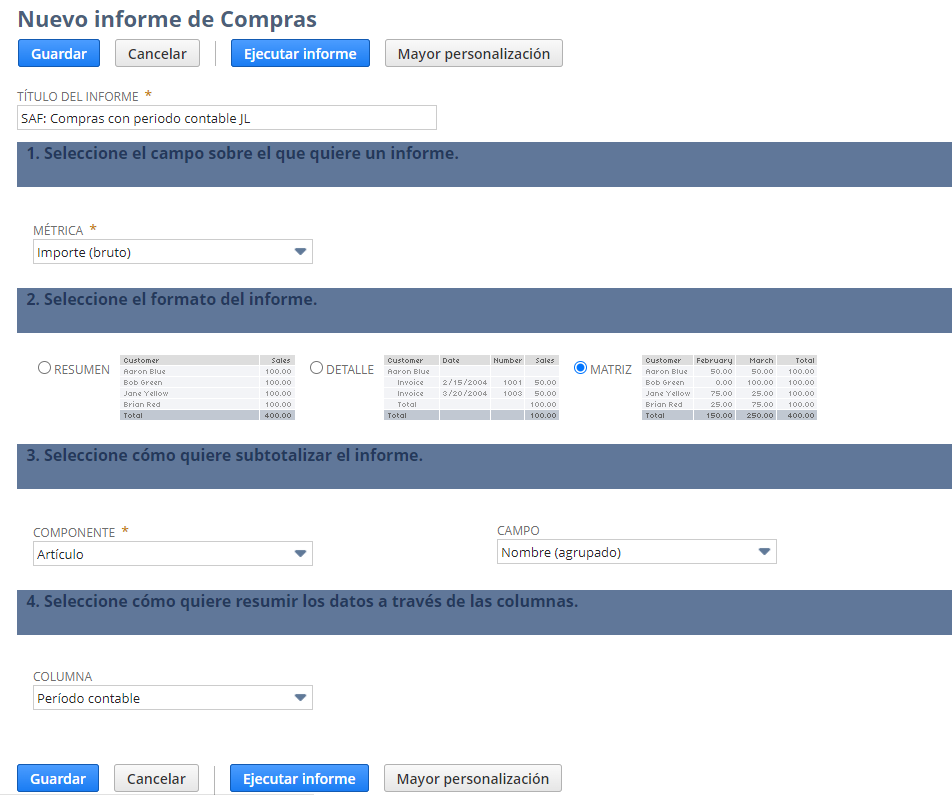 Nuevo informe de Compras
Guardar Cancelar Ejecutar informe Mayor personalización
TÍTULO DEL INFORME *
SAF: Compras con periodo contable JL
1. Seleccione el campo sobre el que quiere un informe.
MÉTRICA *
Importe (bruto)
2. Seleccione el formato del informe.
RESUMEN
Customer Sales
Aaron Blue 100.00
Bob Green 100.00
Jane Yellow 100.00
Brian Red 100.00
Total 400.00
DETALLE
Customer Date Number Sales
Aaron Blue
Invoice 2/15/2004 1001 50.00
Invoice 3/20/2004 1003 50.00
Total 100.00
Total 100.00
MATRIZ
Customer February March Total
Aaron Blue 50.00 50.00 100.00
Bob Green 0.00 100.00 100.00
Jane Yellow 75.00 25.00 100.00
Brian Red 25.00 75.00 100.00
Total 150.00 250.00 400.00
3. Seleccione cómo quiere subtotalizar el informe.
COMPONENTE * CAMPO
Artículo Nombre (agrupado)
4. Seleccione cómo quiere resumir los datos a través de las columnas.
COLUMNA
Período contable
Guardar Cancelar Ejecutar informe Mayor personalización